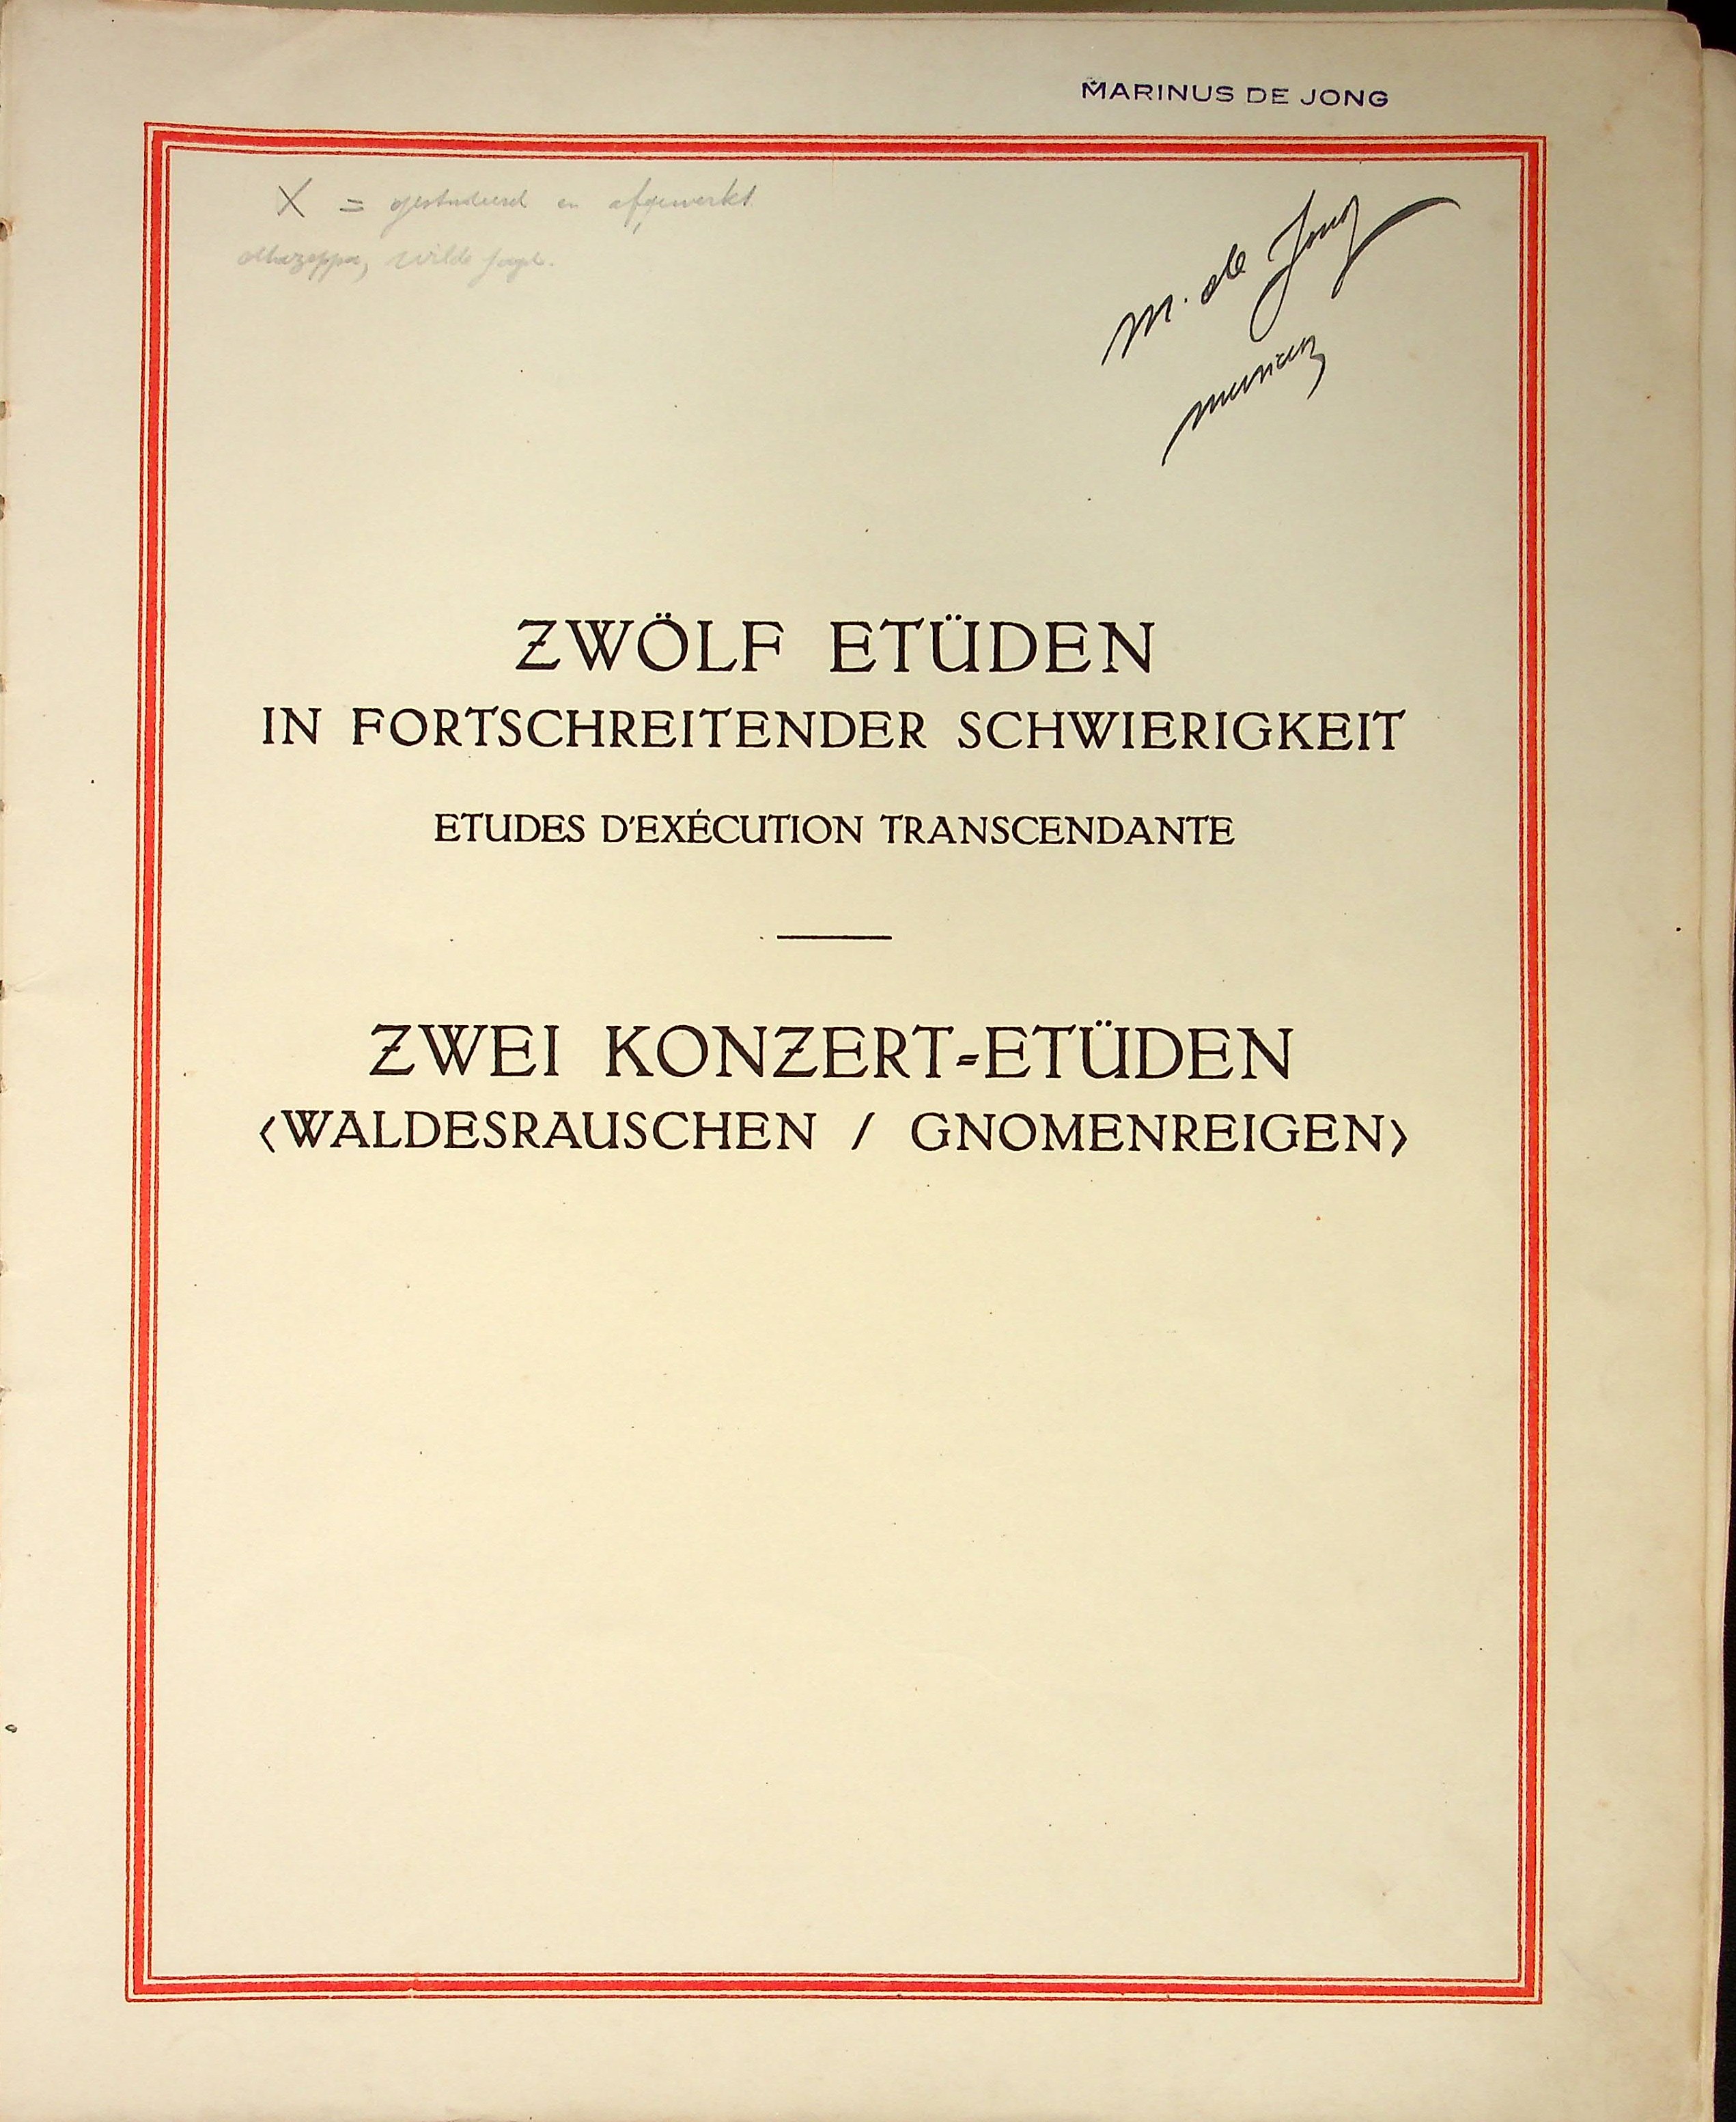 MARINUS DE JONG
X = gestudeerd en afgewerkt
Mazeppa, Wilde Jagd.
M. de Jong
ZWÖLF ETÜDEN
IN FORTSCHREITENDER SCHWIERIGKEIT
ETUDES D'EXÉCUTION TRANSCENDANTE
ZWEI KONZERT-ETÜDEN
<WALDESRAUSCHEN / GNOMENREIGEN>